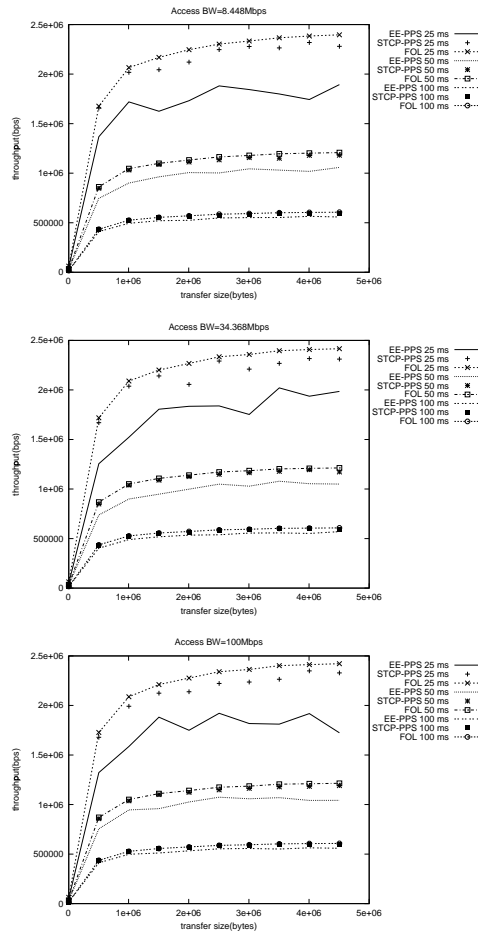 Access BW=8.448Mbps
2.5e+06
2e+06
1.5e+06
1e+06
500000
0
throughput(bps)
0 1e+06 2e+06 3e+06 4e+06 5e+06
transfer size(bytes)
EE-PPS 25 ms
STCP-PPS 25 ms
FOL 25 ms
EE-PPS 50 ms
STCP-PPS 50 ms
FOL 50 ms
EE-PPS 100 ms
STCP-PPS 100 ms
FOL 100 ms
Access BW=34.368Mbps
2.5e+06
2e+06
1.5e+06
1e+06
500000
0
throughput(bps)
0 1e+06 2e+06 3e+06 4e+06 5e+06
transfer size(bytes)
EE-PPS 25 ms
STCP-PPS 25 ms
FOL 25 ms
EE-PPS 50 ms
STCP-PPS 50 ms
FOL 50 ms
EE-PPS 100 ms
STCP-PPS 100 ms
FOL 100 ms
Access BW=100Mbps
2.5e+06
2e+06
1.5e+06
1e+06
500000
0
throughput(bps)
0 1e+06 2e+06 3e+06 4e+06 5e+06
transfer size(bytes)
EE-PPS 25 ms
STCP-PPS 25 ms
FOL 25 ms
EE-PPS 50 ms
STCP-PPS 50 ms
FOL 50 ms
EE-PPS 100 ms
STCP-PPS 100 ms
FOL 100 ms